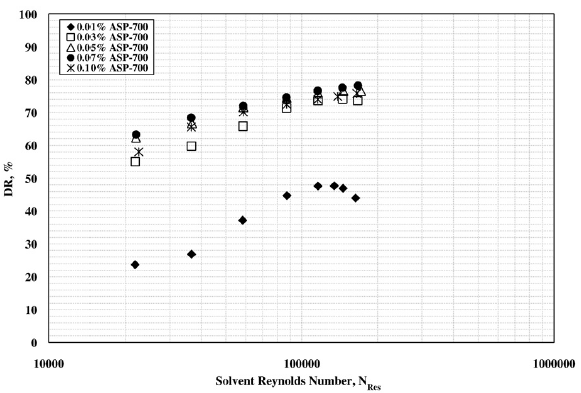 100
90
80
70
60
50
40
30
20
10
0
DR, %
0.01% ASP-700
0.03% ASP-700
0.05% ASP-700
0.07% ASP-700
0.10% ASP-700
10000 100000 1000000
Solvent Reynolds Number, N_Res